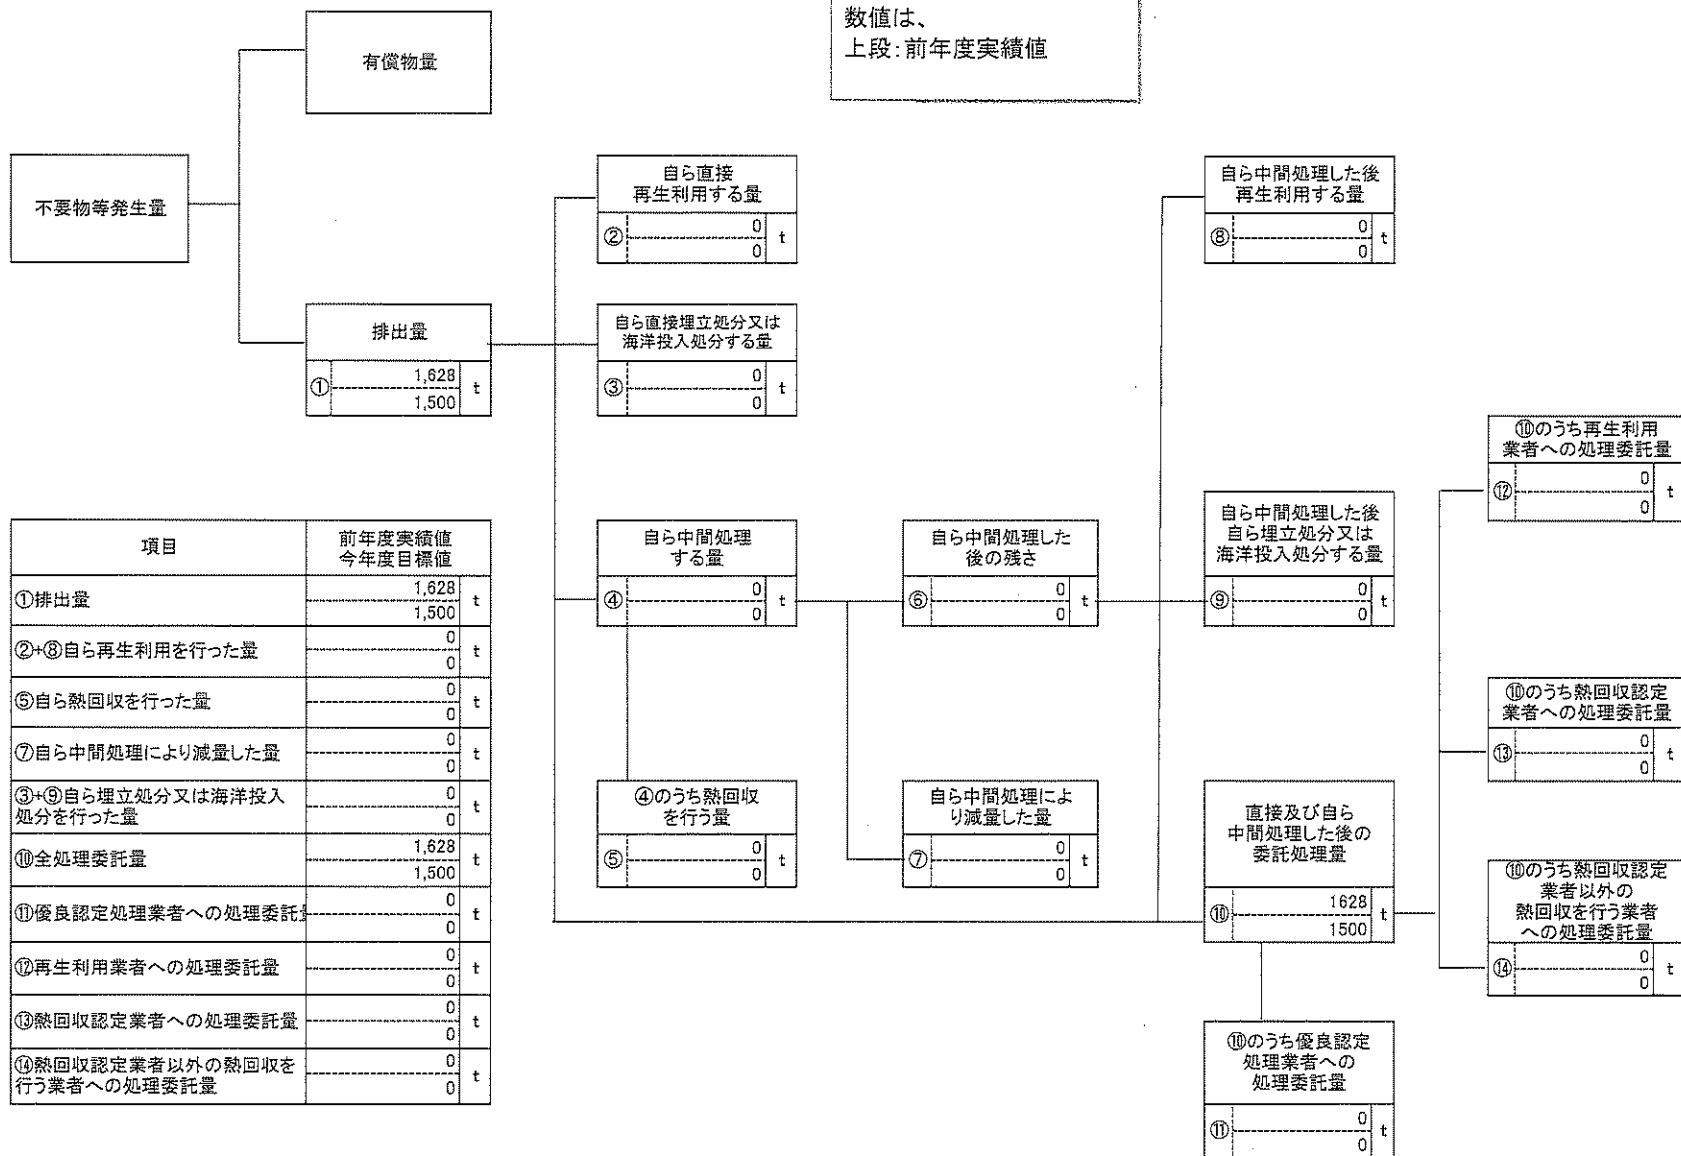 数値は、
上段:前年度実績値
有償物量
不要物等発生量
排出量
① 1,628 t
1,500
自ら直接
再生利用する量
② 0 t
0
自ら直接埋立処分又は
海洋投入処分する量
③ 0 t
0
自ら中間処理
する量
④ 0 t
0
④のうち熱回収
を行う量
⑤ 0 t
0
自ら中間処理した
後の残さ
⑥ 0 t
0
自ら中間処理によ
り減量した量
⑦ 0 t
0
自ら中間処理した後
再生利用する量
⑧ 0 t
0
自ら中間処理した後
自ら埋立処分又は
海洋投入処分する量
⑨ 0 t
0
直接及び自ら
中間処理した後の
委託処理量
⑩ 1628 t
1500
⑩のうち優良認定
処理業者への
処理委託量
⑪ 0 t
0
⑩のうち再生利用
業者への処理委託量
⑫ 0 t
0
⑩のうち熱回収認定
業者への処理委託量
⑬ 0 t
0
⑩のうち熱回収認定
業者以外の
熱回収を行う業者
への処理委託量
⑭ 0 t
0
項目 前年度実績値
今年度目標値
①排出量 1,628 t
1,500
②+⑧自ら再生利用を行った量 0 t
0
⑤自ら熱回収を行った量 0 t
0
⑦自ら中間処理により減量した量 0 t
0
③+⑨自ら埋立処分又は海洋投入 0 t
処分を行った量 0
⑩全処理委託量 1,628 t
1,500
⑪優良認定処理業者への処理委託 0 t
0
⑫再生利用業者への処理委託量 0 t
0
⑬熱回収認定業者への処理委託量 0 t
0
⑭熱回収認定業者以外の熱回収を 0 t
行う業者への処理委託量 0